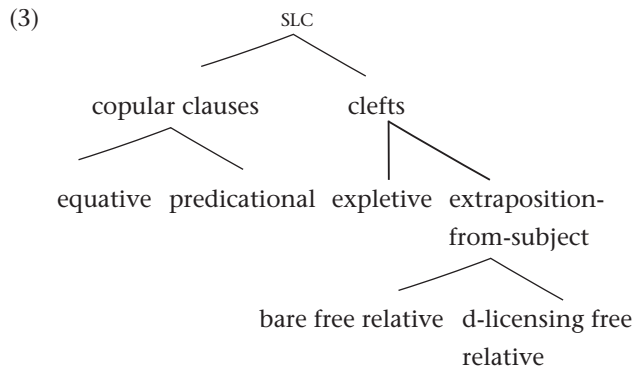 (3) SLC
copular clauses clefts
equative predicational expletive extraposition-
from-subject
bare free relative d-licensing free
relative